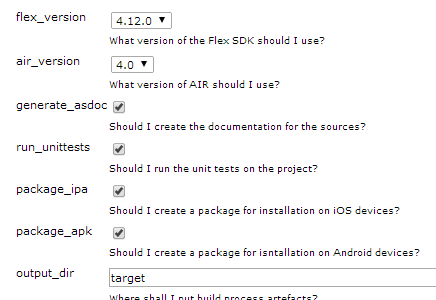 flex_version 4.12.0
What version of the Flex SDK should I use?
air_version 4.0
What version of AIR should I use?
generate_asdoc
Should I create the documentation for the sources?
run_unittests
Should I run the unit tests on the project?
package_ipa
Should I create a package for installation on iOS devices?
package_apk
Should I create a package for isntallation on Android devices?
output_dir target
Where shall I put build process artefacts?